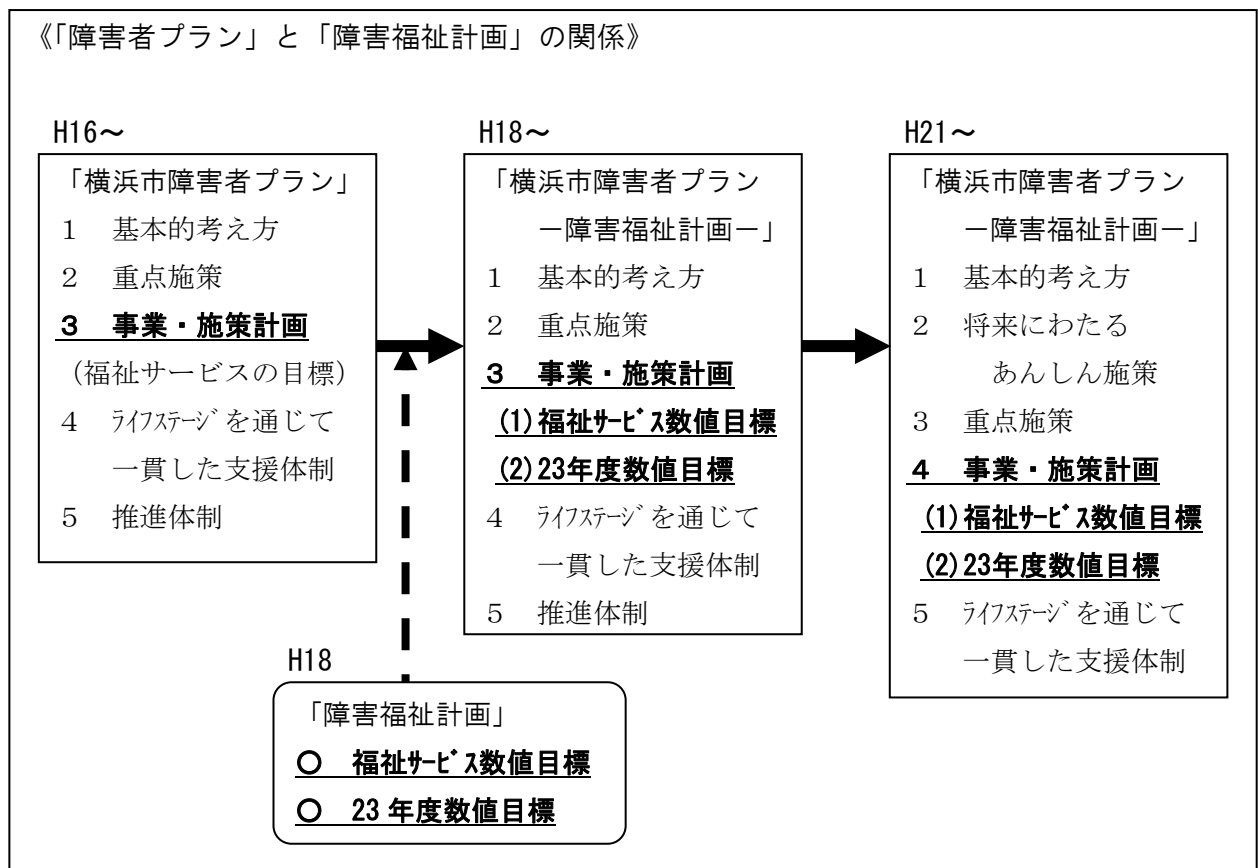 《「障害者プラン」と「障害福祉計画」の関係》
H16～
「横浜市障害者プラン」
１　基本的考え方
２　重点施策
３　事業・施策計画
（福祉サービスの目標）
４　ﾗｲﾌｽﾃｰｼﾞを通じて
一貫した支援体制
５　推進体制
H18～
「横浜市障害者プラン
－障害福祉計画－」
１　基本的考え方
２　重点施策
３　事業・施策計画
(1)福祉ｻｰﾋﾞｽ数値目標
(2)23年度数値目標
４　ﾗｲﾌｽﾃｰｼﾞを通じて
一貫した支援体制
５　推進体制
H21～
「横浜市障害者プラン
－障害福祉計画－」
１　基本的考え方
２　将来にわたる
あんしん施策
３　重点施策
４　事業・施策計画
(1)福祉ｻｰﾋﾞｽ数値目標
(2)23年度数値目標
５　ﾗｲﾌｽﾃｰｼﾞを通じて
一貫した支援体制
H18
「障害福祉計画」
○　福祉ｻｰﾋﾞｽ数値目標
○　23 年度数値目標